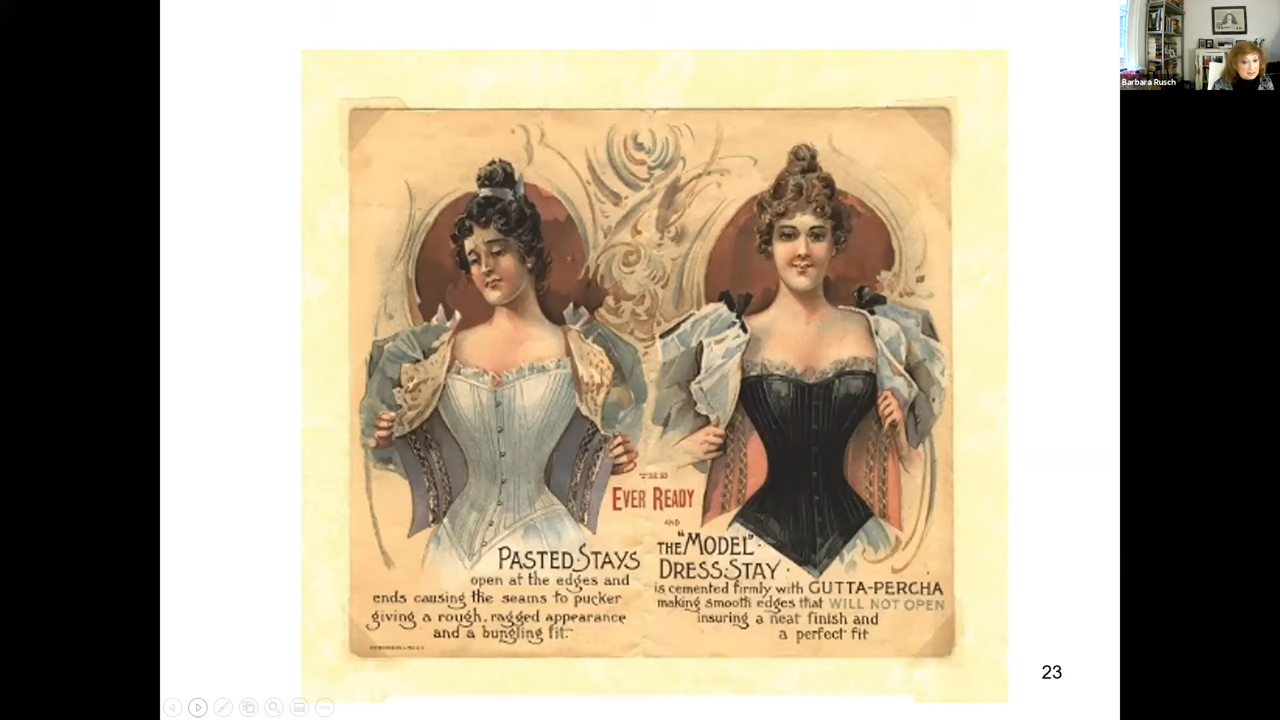 Barbara Rusch
THE
EVER READY
AND
PASTED STAYS
open at the edges and
ends causing the seams to pucker
giving a rough, ragged appearance
and a bungling fit.
THE "MODEL"
DRESS STAY
is cemented firmly with GUTTA-PERCHA
making smooth edges that WILL NOT OPEN
insuring a neat finish and
a perfect fit
23